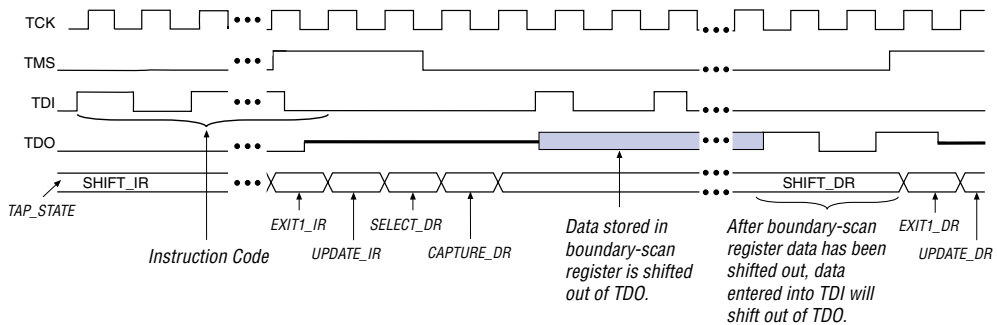 TCK
TMS
TDI
TDO
SHIFT_IR
SHIFT_DR
TAP_STATE
EXIT1_IR
SELECT_DR
Instruction Code
UPDATE_IR
CAPTURE_DR
Data stored in
boundary-scan
register is shifted
out of TDO.
After boundary-scan
register data has been
shifted out, data
entered into TDI will
shift out of TDO.
EXIT1_DR
UPDATE_DR